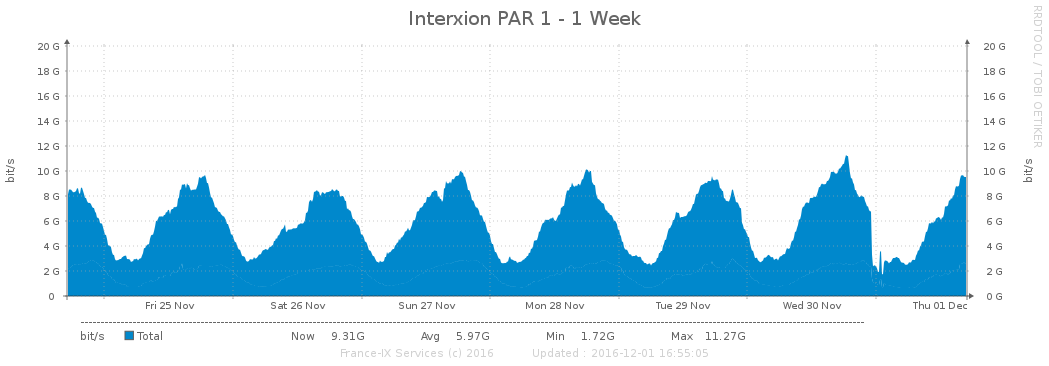 Interxion PAR 1 - 1 Week
RRDTOOL / TOBI OETIKER
bit/s
20 G 20 G
18 G 18 G
16 G 16 G
14 G 14 G
12 G 12 G
10 G 10 G
8 G 8 G
6 G 6 G
4 G 4 G
2 G 2 G
0 0 G
bit/s
Fri 25 Nov Sat 26 Nov Sun 27 Nov Mon 28 Nov Tue 29 Nov Wed 30 Nov Thu 01 Dec
bit/s Total Now 9.31G Avg 5.97G Min 1.72G Max 11.27G
France-IX Services (c) 2016 Updated : 2016-12-01 16:55:05